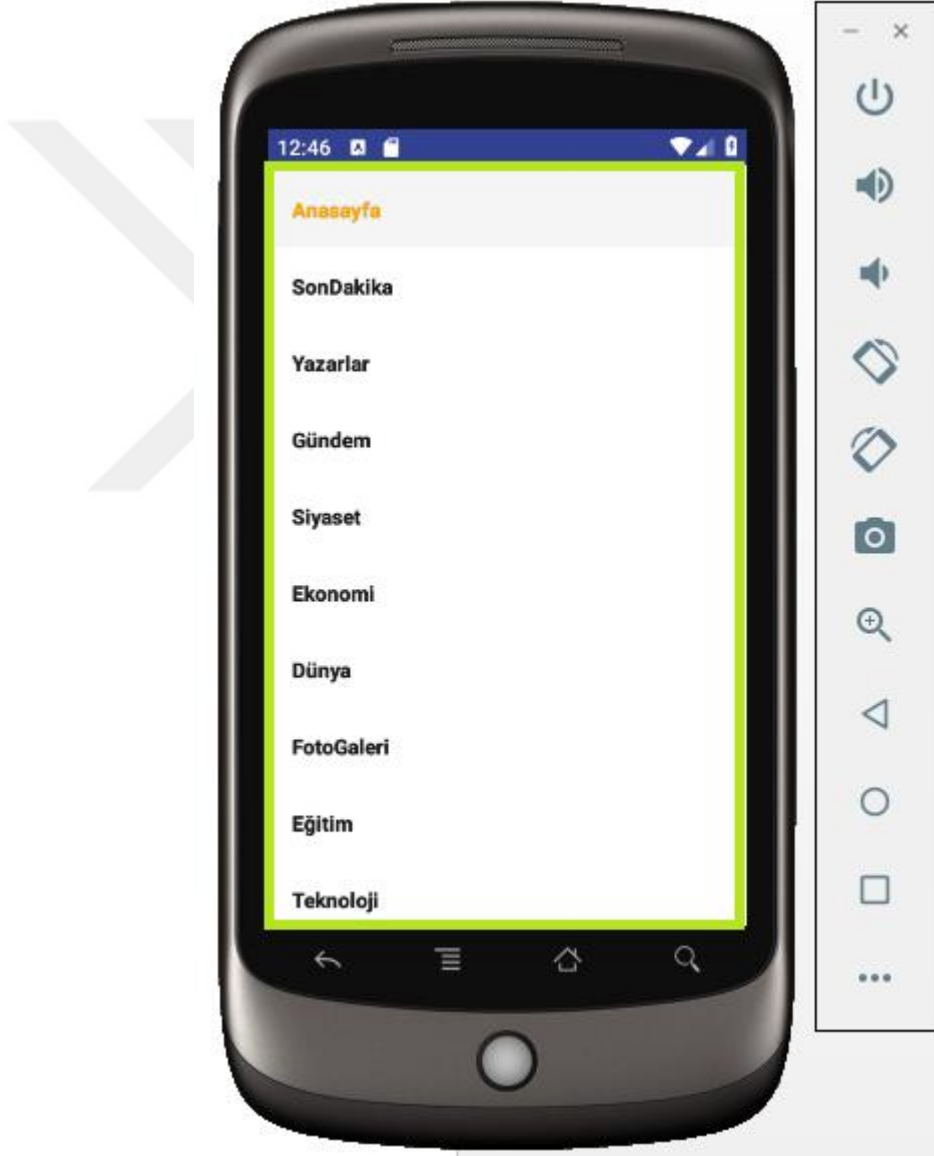 12:46
Anasayfa
SonDakika
Yazarlar
Gündem
Siyaset
Ekonomi
Dünya
FotoGaleri
Eğitim
Teknoloji